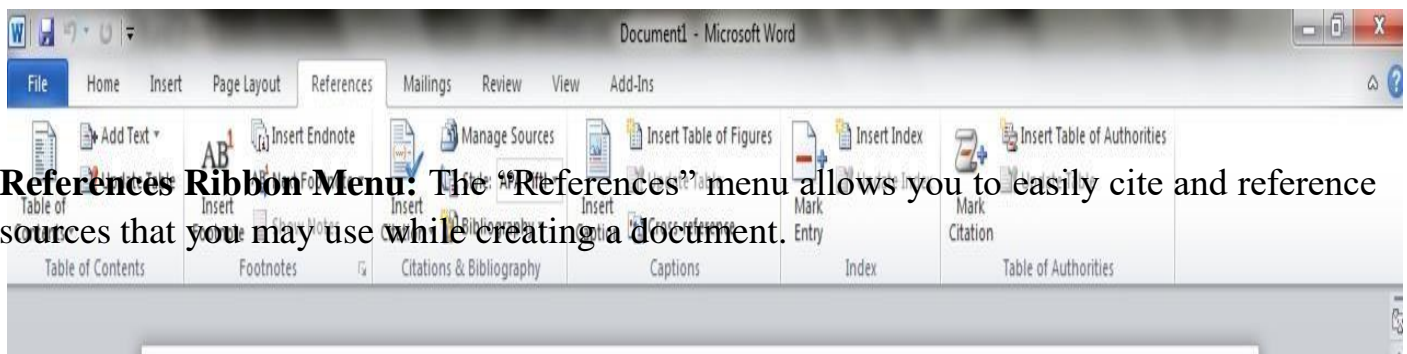 Document1 - Microsoft Word
File Home Insert Page Layout References Mailings Review View Add-Ins
Add Text Insert Endnote Manage Sources Insert Table of Figures Insert Index Insert Table of Authorities
AB1
References Ribbon Menu: The “References” menu allows you to easily cite and reference
Table of Insert Insert Insert Mark Mark
sources that you may use while creating a document.
Entry Citation
Table of Contents Footnotes Citations & Bibliography Captions Index Table of Authorities